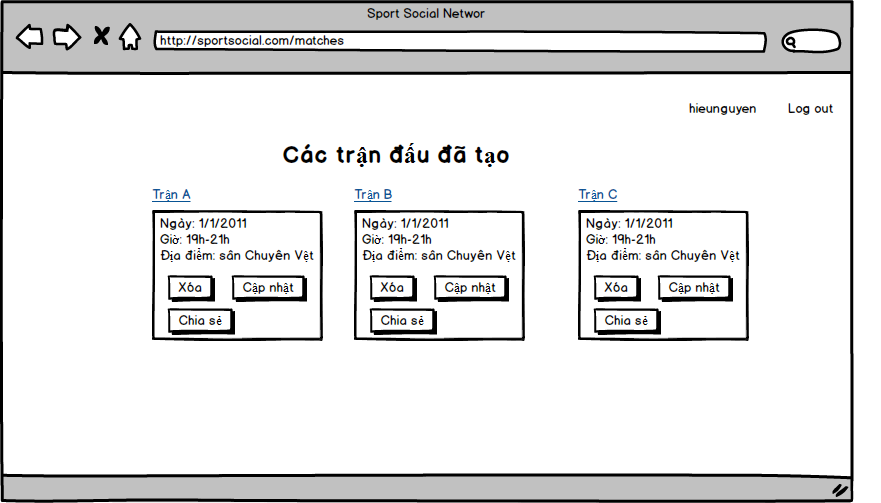 Sport Social Networ
http://sportsocial.com/matches
hieunguyen Log out
Các trận đấu đã tạo
Trận A Trận B Trận C
Ngày: 1/1/2011 Ngày: 1/1/2011 Ngày: 1/1/2011
Giờ: 19h-21h Giờ: 19h-21h Giờ: 19h-21h
Địa điểm: sân Chuyên Vệt Địa điểm: sân Chuyên Vệt Địa điểm: sân Chuyên Vệt
Xóa Cập nhật Xóa Cập nhật Xóa Cập nhật
Chia sẻ Chia sẻ Chia sẻ